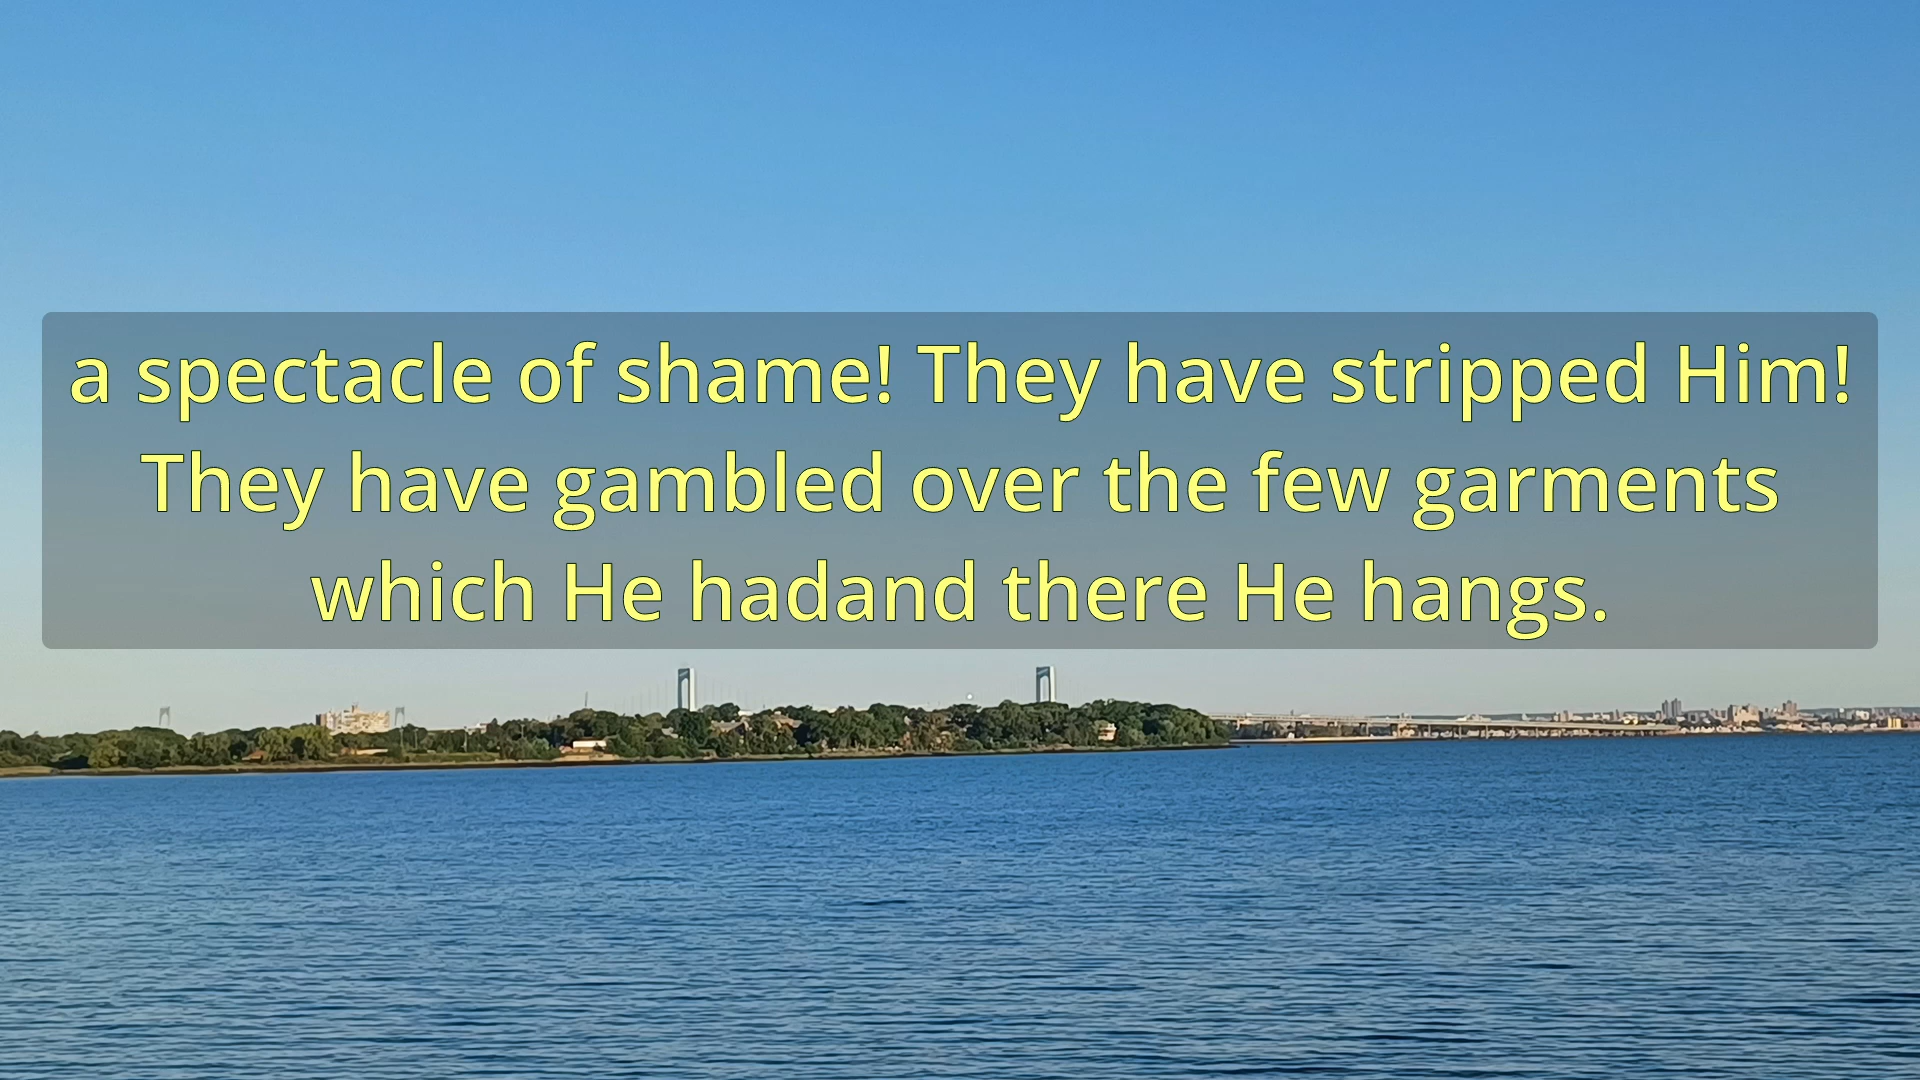 a spectacle of shame! They have stripped Him!
They have gambled over the few garments
which He hadand there He hangs.